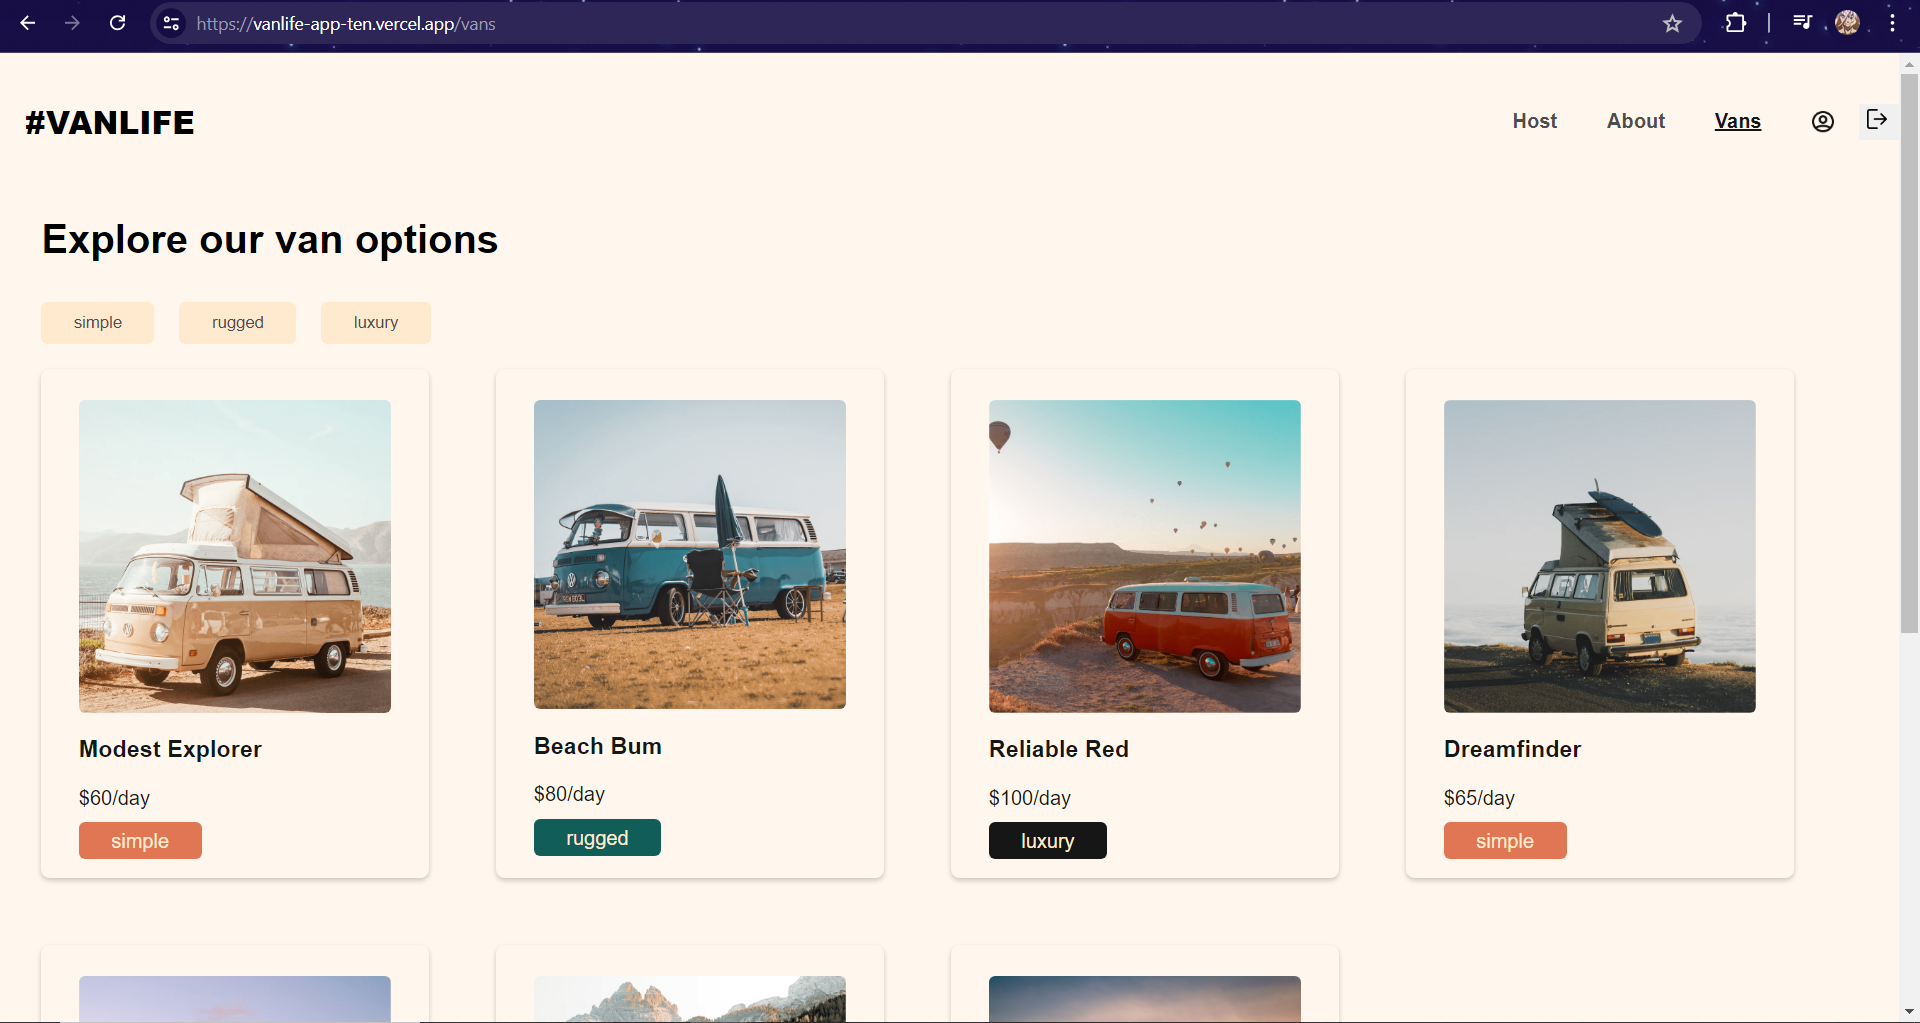 https://vanlife-app-ten.vercel.app/vans
#VANLIFE
Host About Vans
Explore our van options
simple rugged luxury
Modest Explorer
$60/day
simple
Beach Bum
$80/day
rugged
Reliable Red
$100/day
luxury
Dreamfinder
$65/day
simple